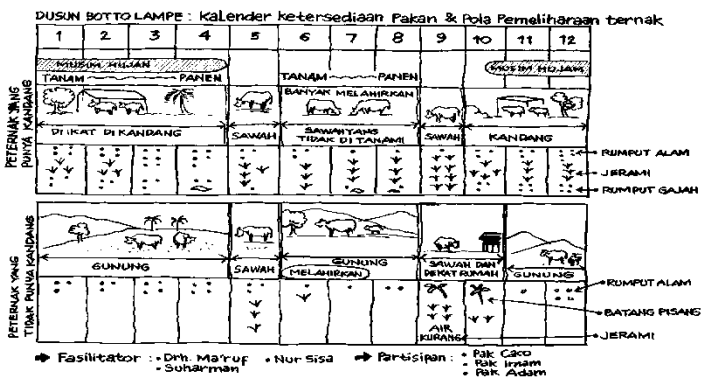 DUSUN BOTTO LAMPE : Kalender ketersediaan Pakan & Pola Pemeliharaan ternak
1 2 3 4 5 6 7 8 9 10 11 12
MUSIM HUJAN
MUSIM HUJAN
TANAM PANEN TANAM PANEN
PETERNAK YANG
PUNYA KANDANG
BANYAK MELAHIRKAN
DIIKAT DI KANDANG SAWAH SAWAH YANG
TIDAK DI TANAMI SAWAH KANDANG
RUMPUT ALAM
JERAMI
RUMPUT GAJAH
PETERNAK YANG
TIDAK PUNYA KANDANG
GUNUNG SAWAH GUNUNG
MELAHIRKAN
SAWAH DAN
DEKAT RUMAH
GUNUNG
RUMPUT ALAM
BATANG PISANG
AIR
KURANG
JERAMI
Fasilitator : • Drh. Ma'ruf • Nur Sisa
• Suharman
Partisipan : • Pak Caco
• Pak Imam
• Pak Adam